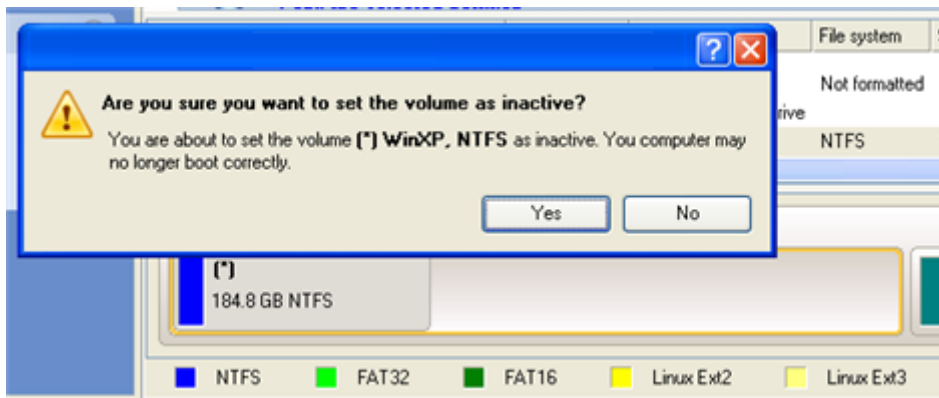 File system
Not formatted
rive
NTFS
Are you sure you want to set the volume as inactive?
You are about to set the volume (*) WinXP, NTFS as inactive. You computer may
no longer boot correctly.
Yes No
(*)
184.8 GB NTFS
NTFS FAT32 FAT16 Linux Ext2 Linux Ext3